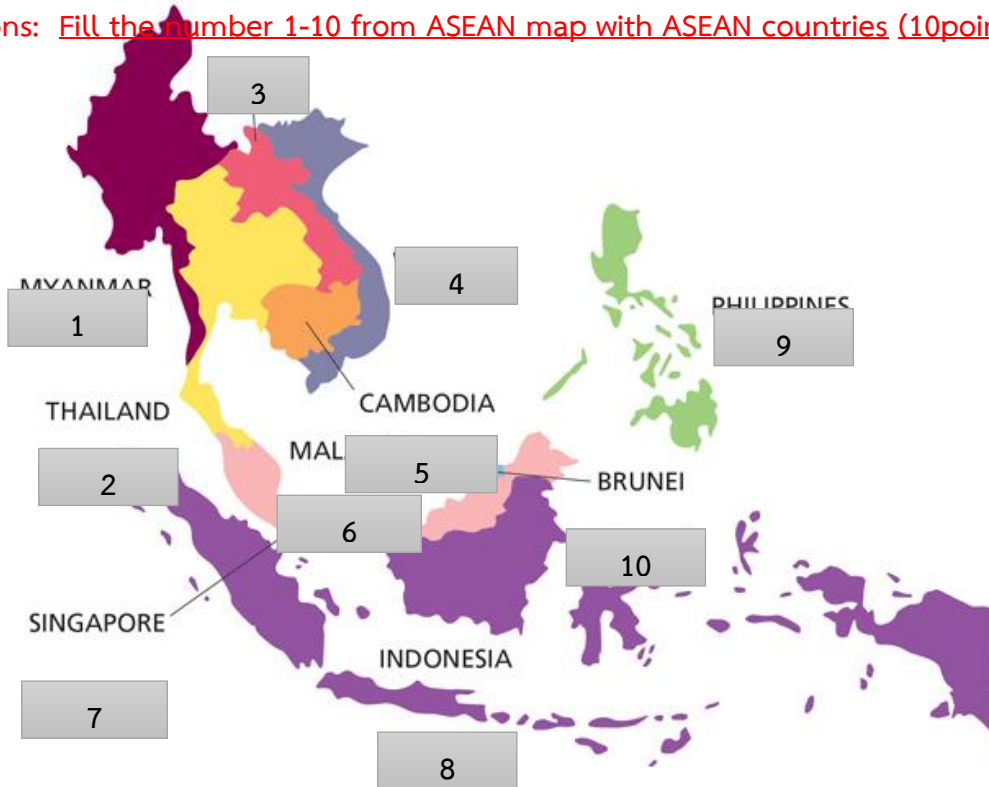 ns: Fill the number 1-10 from ASEAN map with ASEAN countries (10poin
3
4
MYANMAR
1
PHILIPPINES
9
THAILAND
CAMBODIA
MAL
5
2
BRUNEI
6
10
SINGAPORE
INDONESIA
7
8